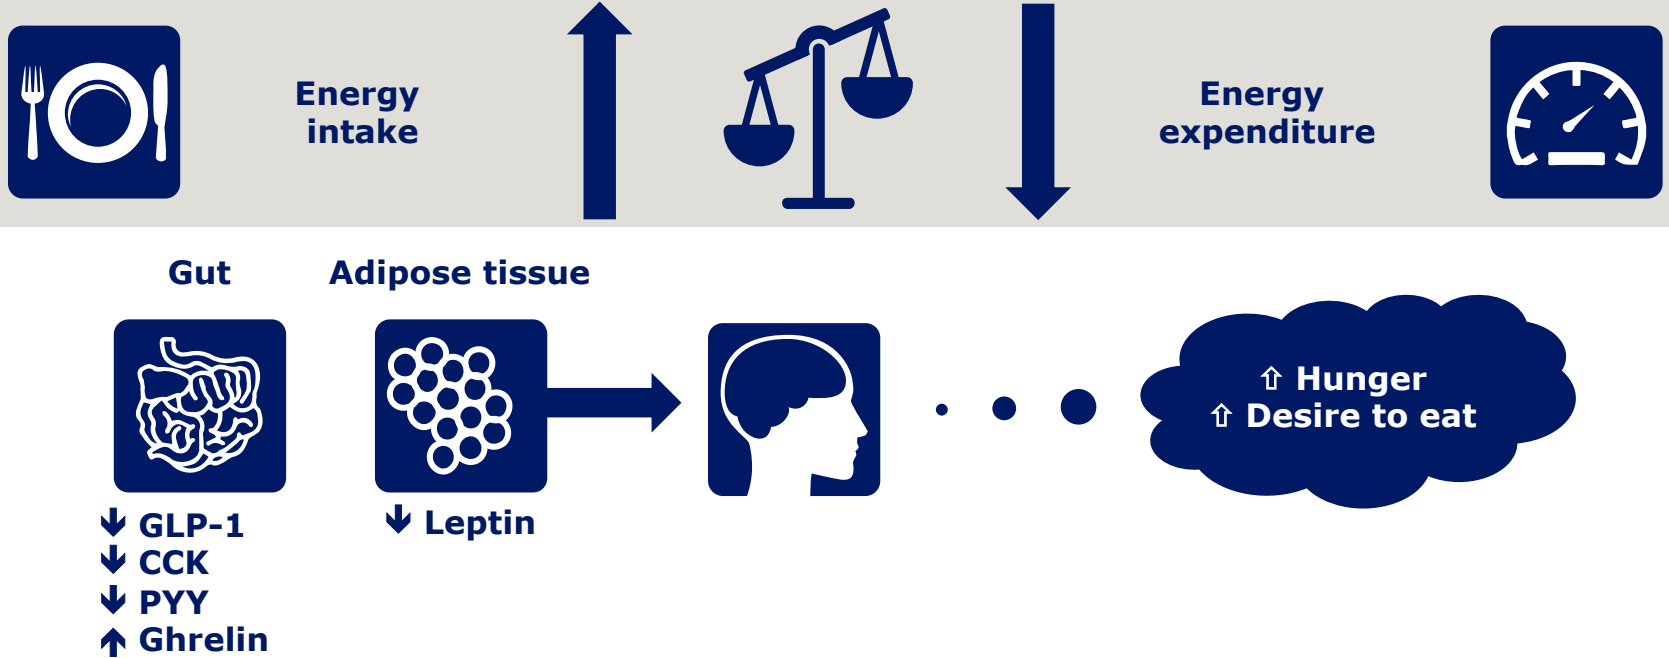 Energy
intake
Energy
expenditure
Gut
Adipose tissue
⇧ Hunger
⇧ Desire to eat
↓ GLP-1
↓ CCK
↓ PYY
↑ Ghrelin
↓ Leptin